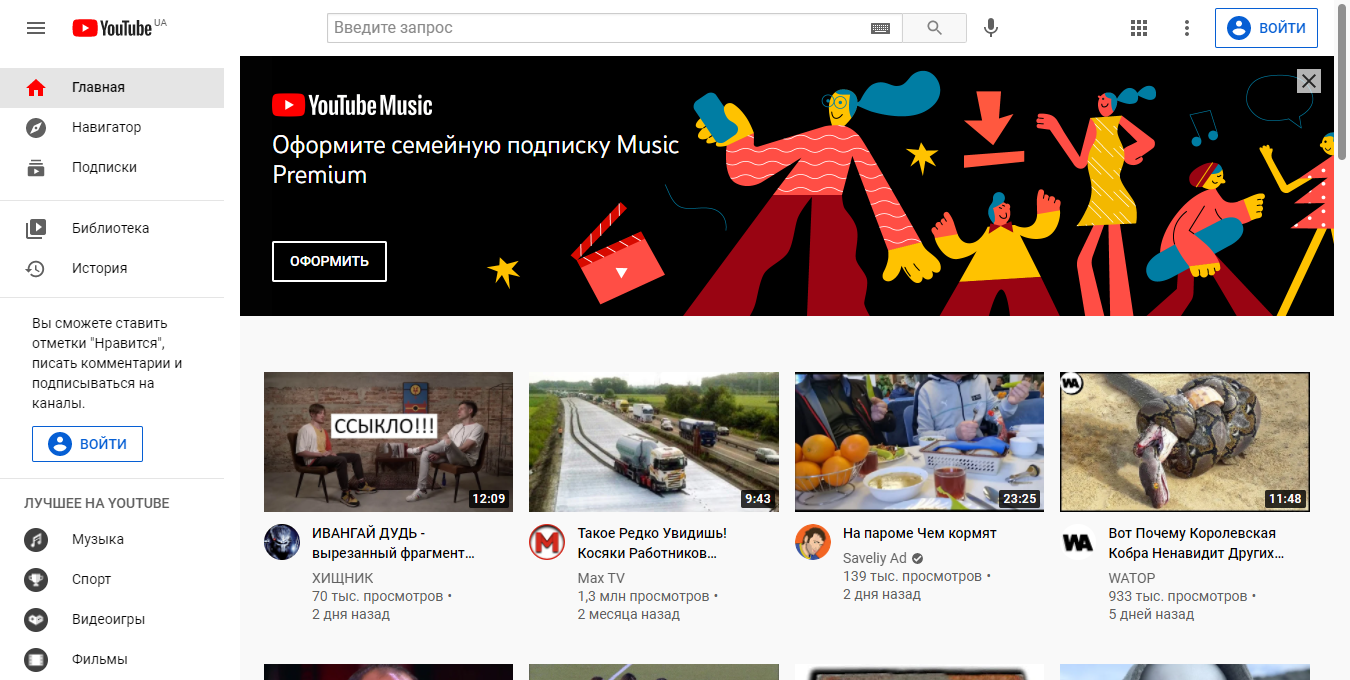 YouTube UA
Введите запрос
ВОЙТИ
Главная
Навигатор
Подписки
Библиотека
История
Вы сможете ставить
отметки "Нравится",
писать комментарии и
подписываться на
каналы.
ВОЙТИ
ЛУЧШЕЕ НА YOUTUBE
Музыка
Спорт
Видеоигры
Фильмы
YouTube Music
Оформите семейную подписку Music
Premium
ОФОРМИТЬ
ССЫКЛО!!!
12:09
ИВАНГАЙ ДУДЬ -
вырезанный фрагмент...
ХИЩНИК
70 тыс. просмотров •
2 дня назад
9:43
M
Такое Редко Увидишь!
Косяки Работников...
Max TV
1,3 млн просмотров •
2 месяца назад
23:25
На пароме Чем кормят
Saveliy Ad
139 тыс. просмотров •
2 дня назад
WA
11:48
WA
Вот Почему Королевская
Кобра Ненавидит Других...
WATOP
933 тыс. просмотров •
5 дней назад